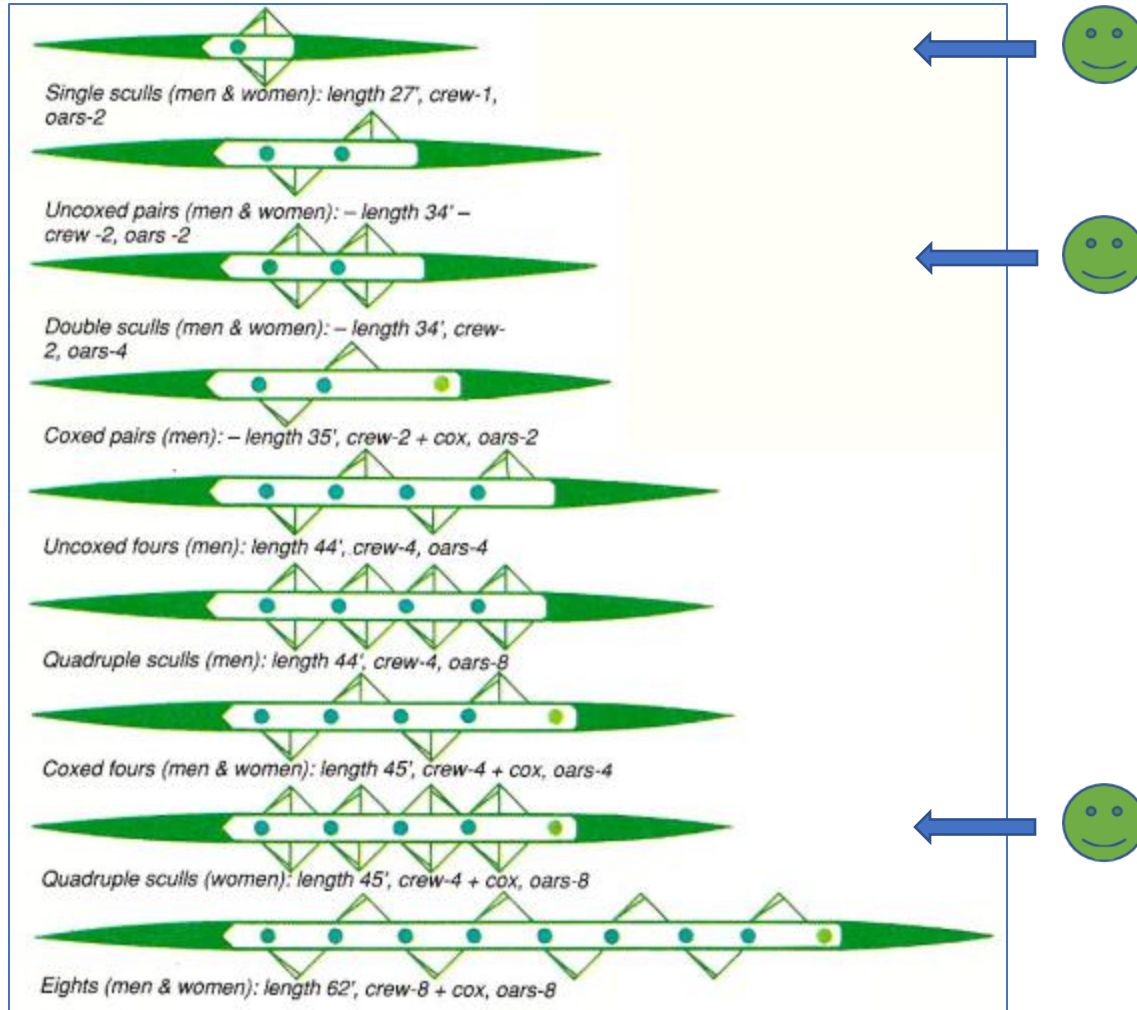 Single sculls (men & women): length 27', crew-1,
oars-2
Uncoxed pairs (men & women): – length 34' –
crew -2, oars -2
Double sculls (men & women): – length 34', crew-
2, oars-4
Coxed pairs (men): – length 35', crew-2 + cox, oars-2
Uncoxed fours (men): length 44', crew-4, oars-4
Quadruple sculls (men): length 44', crew-4, oars-8
Coxed fours (men & women): length 45', crew-4 + cox, oars-4
Quadruple sculls (women): length 45', crew-4 + cox, oars-8
Eights (men & women): length 62', crew-8 + cox, oars-8